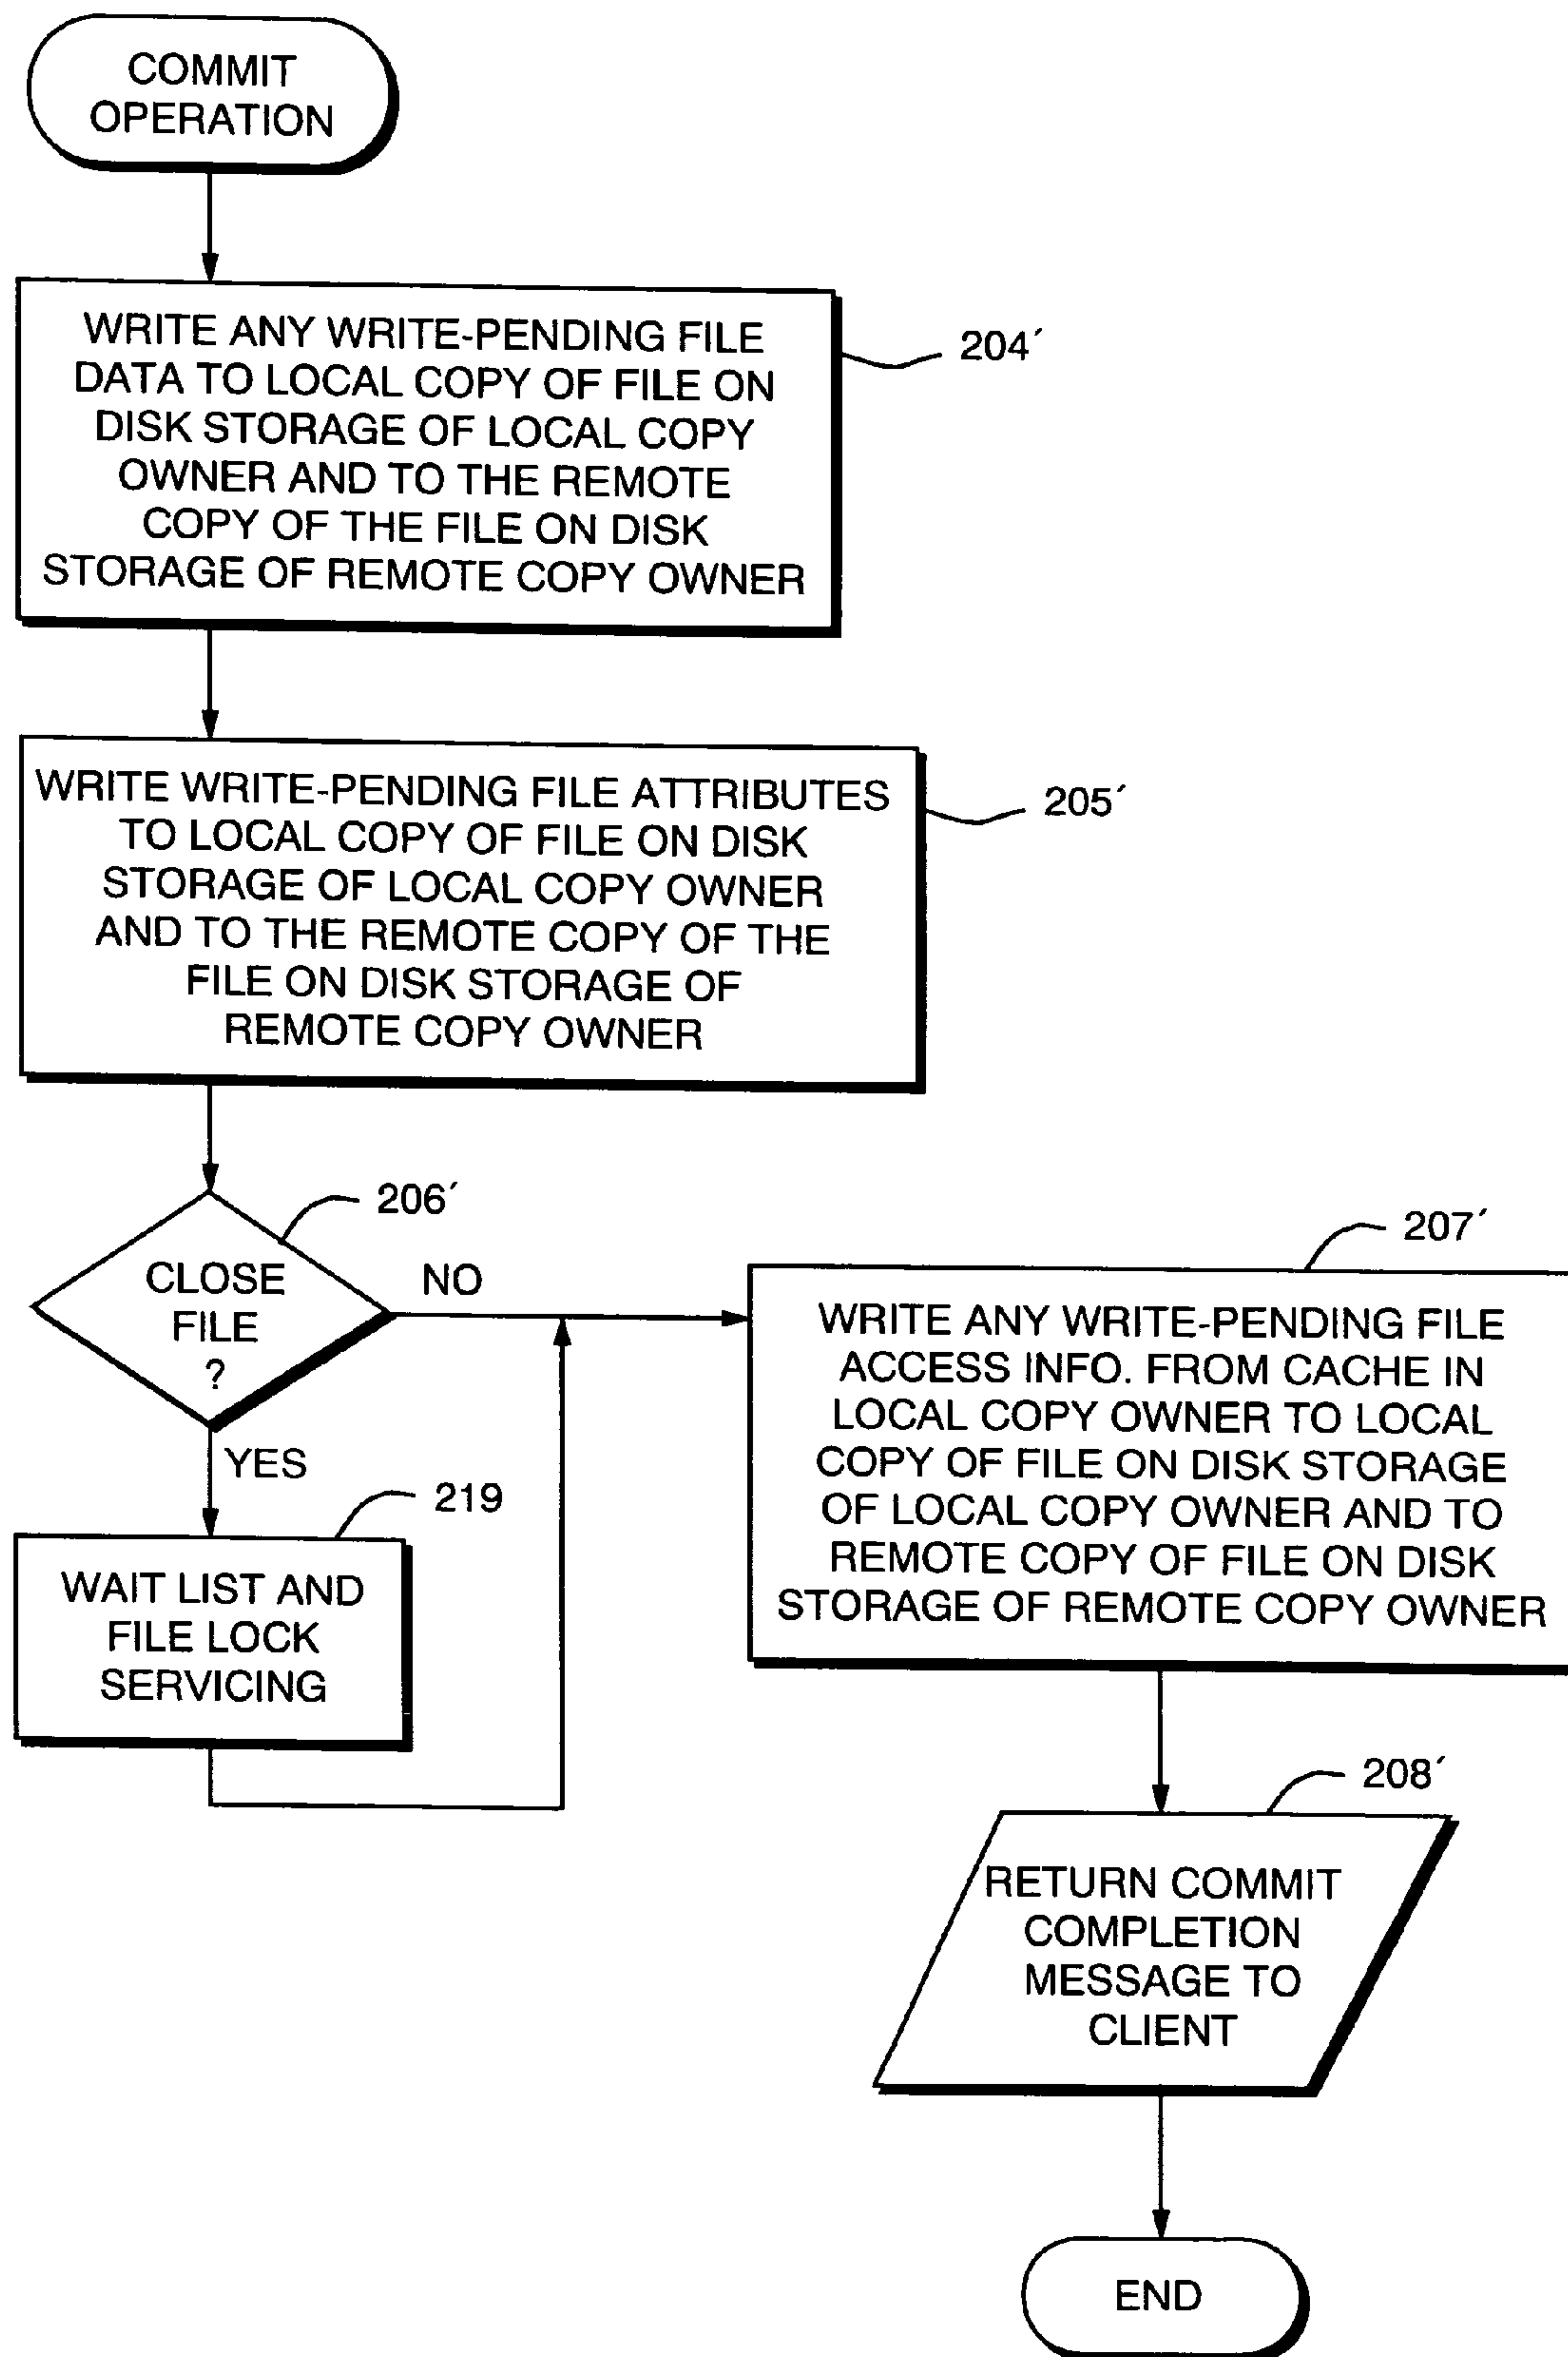 COMMIT
OPERATION
WRITE ANY WRITE-PENDING FILE
DATA TO LOCAL COPY OF FILE ON
DISK STORAGE OF LOCAL COPY
OWNER AND TO THE REMOTE
COPY OF THE FILE ON DISK
STORAGE OF REMOTE COPY OWNER
204´
WRITE WRITE-PENDING FILE ATTRIBUTES
TO LOCAL COPY OF FILE ON DISK
STORAGE OF LOCAL COPY OWNER
AND TO THE REMOTE COPY OF THE
FILE ON DISK STORAGE OF
REMOTE COPY OWNER
205´
206´
CLOSE
FILE
?
NO
YES
219
WAIT LIST AND
FILE LOCK
SERVICING
207´
WRITE ANY WRITE-PENDING FILE
ACCESS INFO. FROM CACHE IN
LOCAL COPY OWNER TO LOCAL
COPY OF FILE ON DISK STORAGE
OF LOCAL COPY OWNER AND TO
REMOTE COPY OF FILE ON DISK
STORAGE OF REMOTE COPY OWNER
208´
RETURN COMMIT
COMPLETION
MESSAGE TO
CLIENT
END